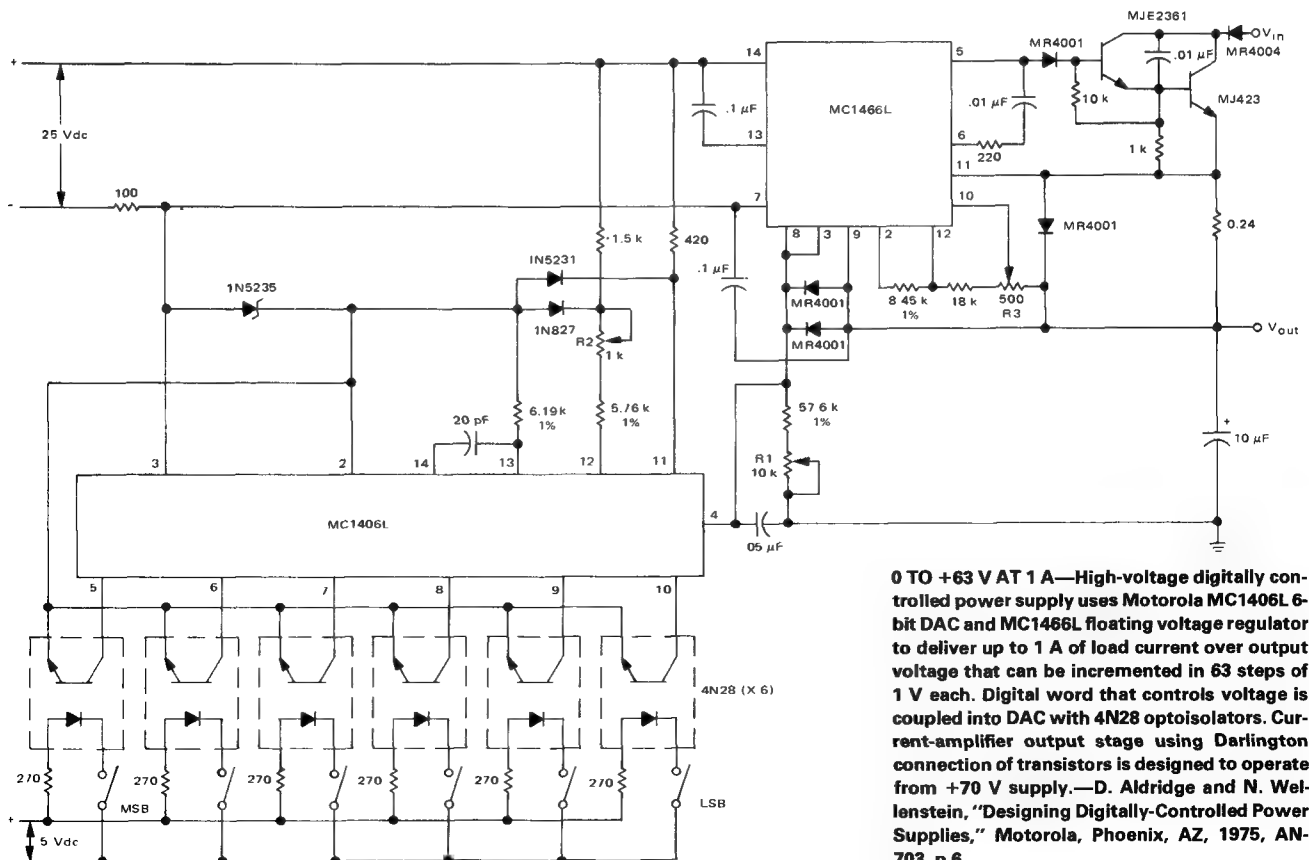 MJE2361
MR4001
VIn
MR4004
.01 µF
MJ423
10 k
1 k
+
14
5
MC1466L
.1 µF
.01 µF
13
6
220
25 Vdc
11
100
-
7
10
8
3
9
2
12
MR4001
0.24
1.5 k
420
.1 µF
1N5231
1N5235
1N827
MR4001
8 45 k
1%
18 k
500
R3
MR4001
Vout
R2
1 k
20 pF
6.19 k
1%
5.76 k
1%
57 6 k
1%
+
10 µF
R1
10 k
3
2
14
13
12
11
MC1406L
4
05 µF
5
6
7
8
9
10
4N28 (X 6)
270
270
270
270
270
270
MSB
LSB
+
5 Vdc
0 TO +63 V AT 1 A—High-voltage digitally con-
trolled power supply uses Motorola MC1406L 6-
bit DAC and MC1466L floating voltage regulator
to deliver up to 1 A of load current over output
voltage that can be incremented in 63 steps of
1 V each. Digital word that controls voltage is
coupled into DAC with 4N28 optoisolators. Cur-
rent-amplifier output stage using Darlington
connection of transistors is designed to operate
from +70 V supply.—D. Aldridge and N. Wel-
lenstein, "Designing Digitally-Controlled Power
Supplies," Motorola, Phoenix, AZ, 1975, AN-
703, p 6